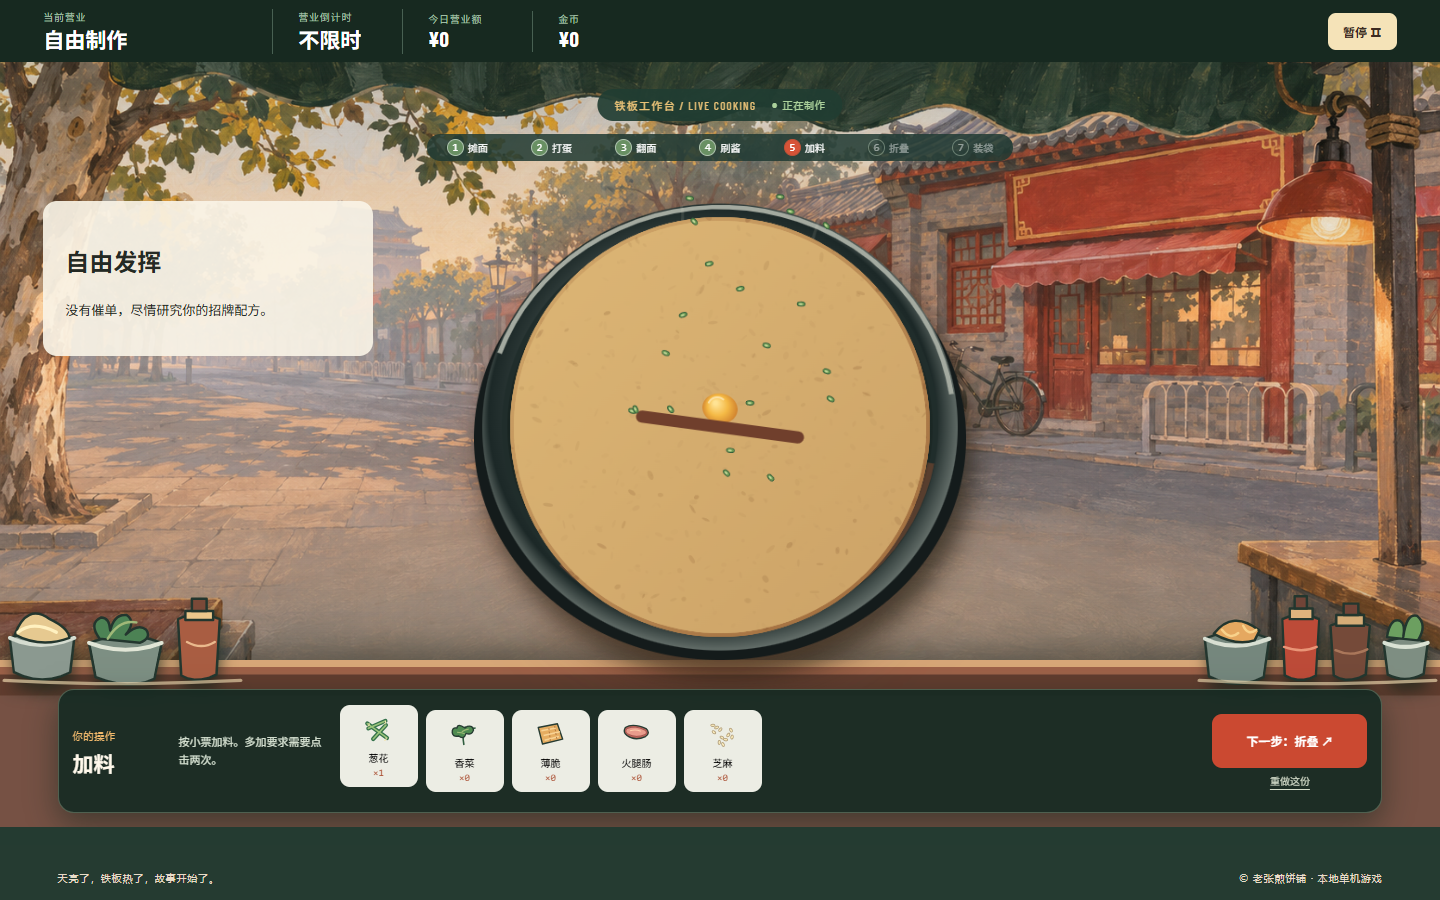 当前营业
自由制作
营业倒计时
不限时
今日营业额
¥0
金币
¥0
暂停 II
铁板工作台 / LIVE COOKING
正在制作
1 摊面
2 打蛋
3 翻面
4 刷酱
5 加料
6 折叠
7 装袋
自由发挥
没有催单，尽情研究你的招牌配方。
你的操作
加料
按小票加料。多加要求需要点
击两次。
葱花
×1
香菜
×0
薄脆
×0
火腿肠
×0
芝麻
×0
下一步：折叠 ↗
重做这份
天亮了，铁板热了，故事开始了。
© 老张煎饼铺 · 本地单机游戏